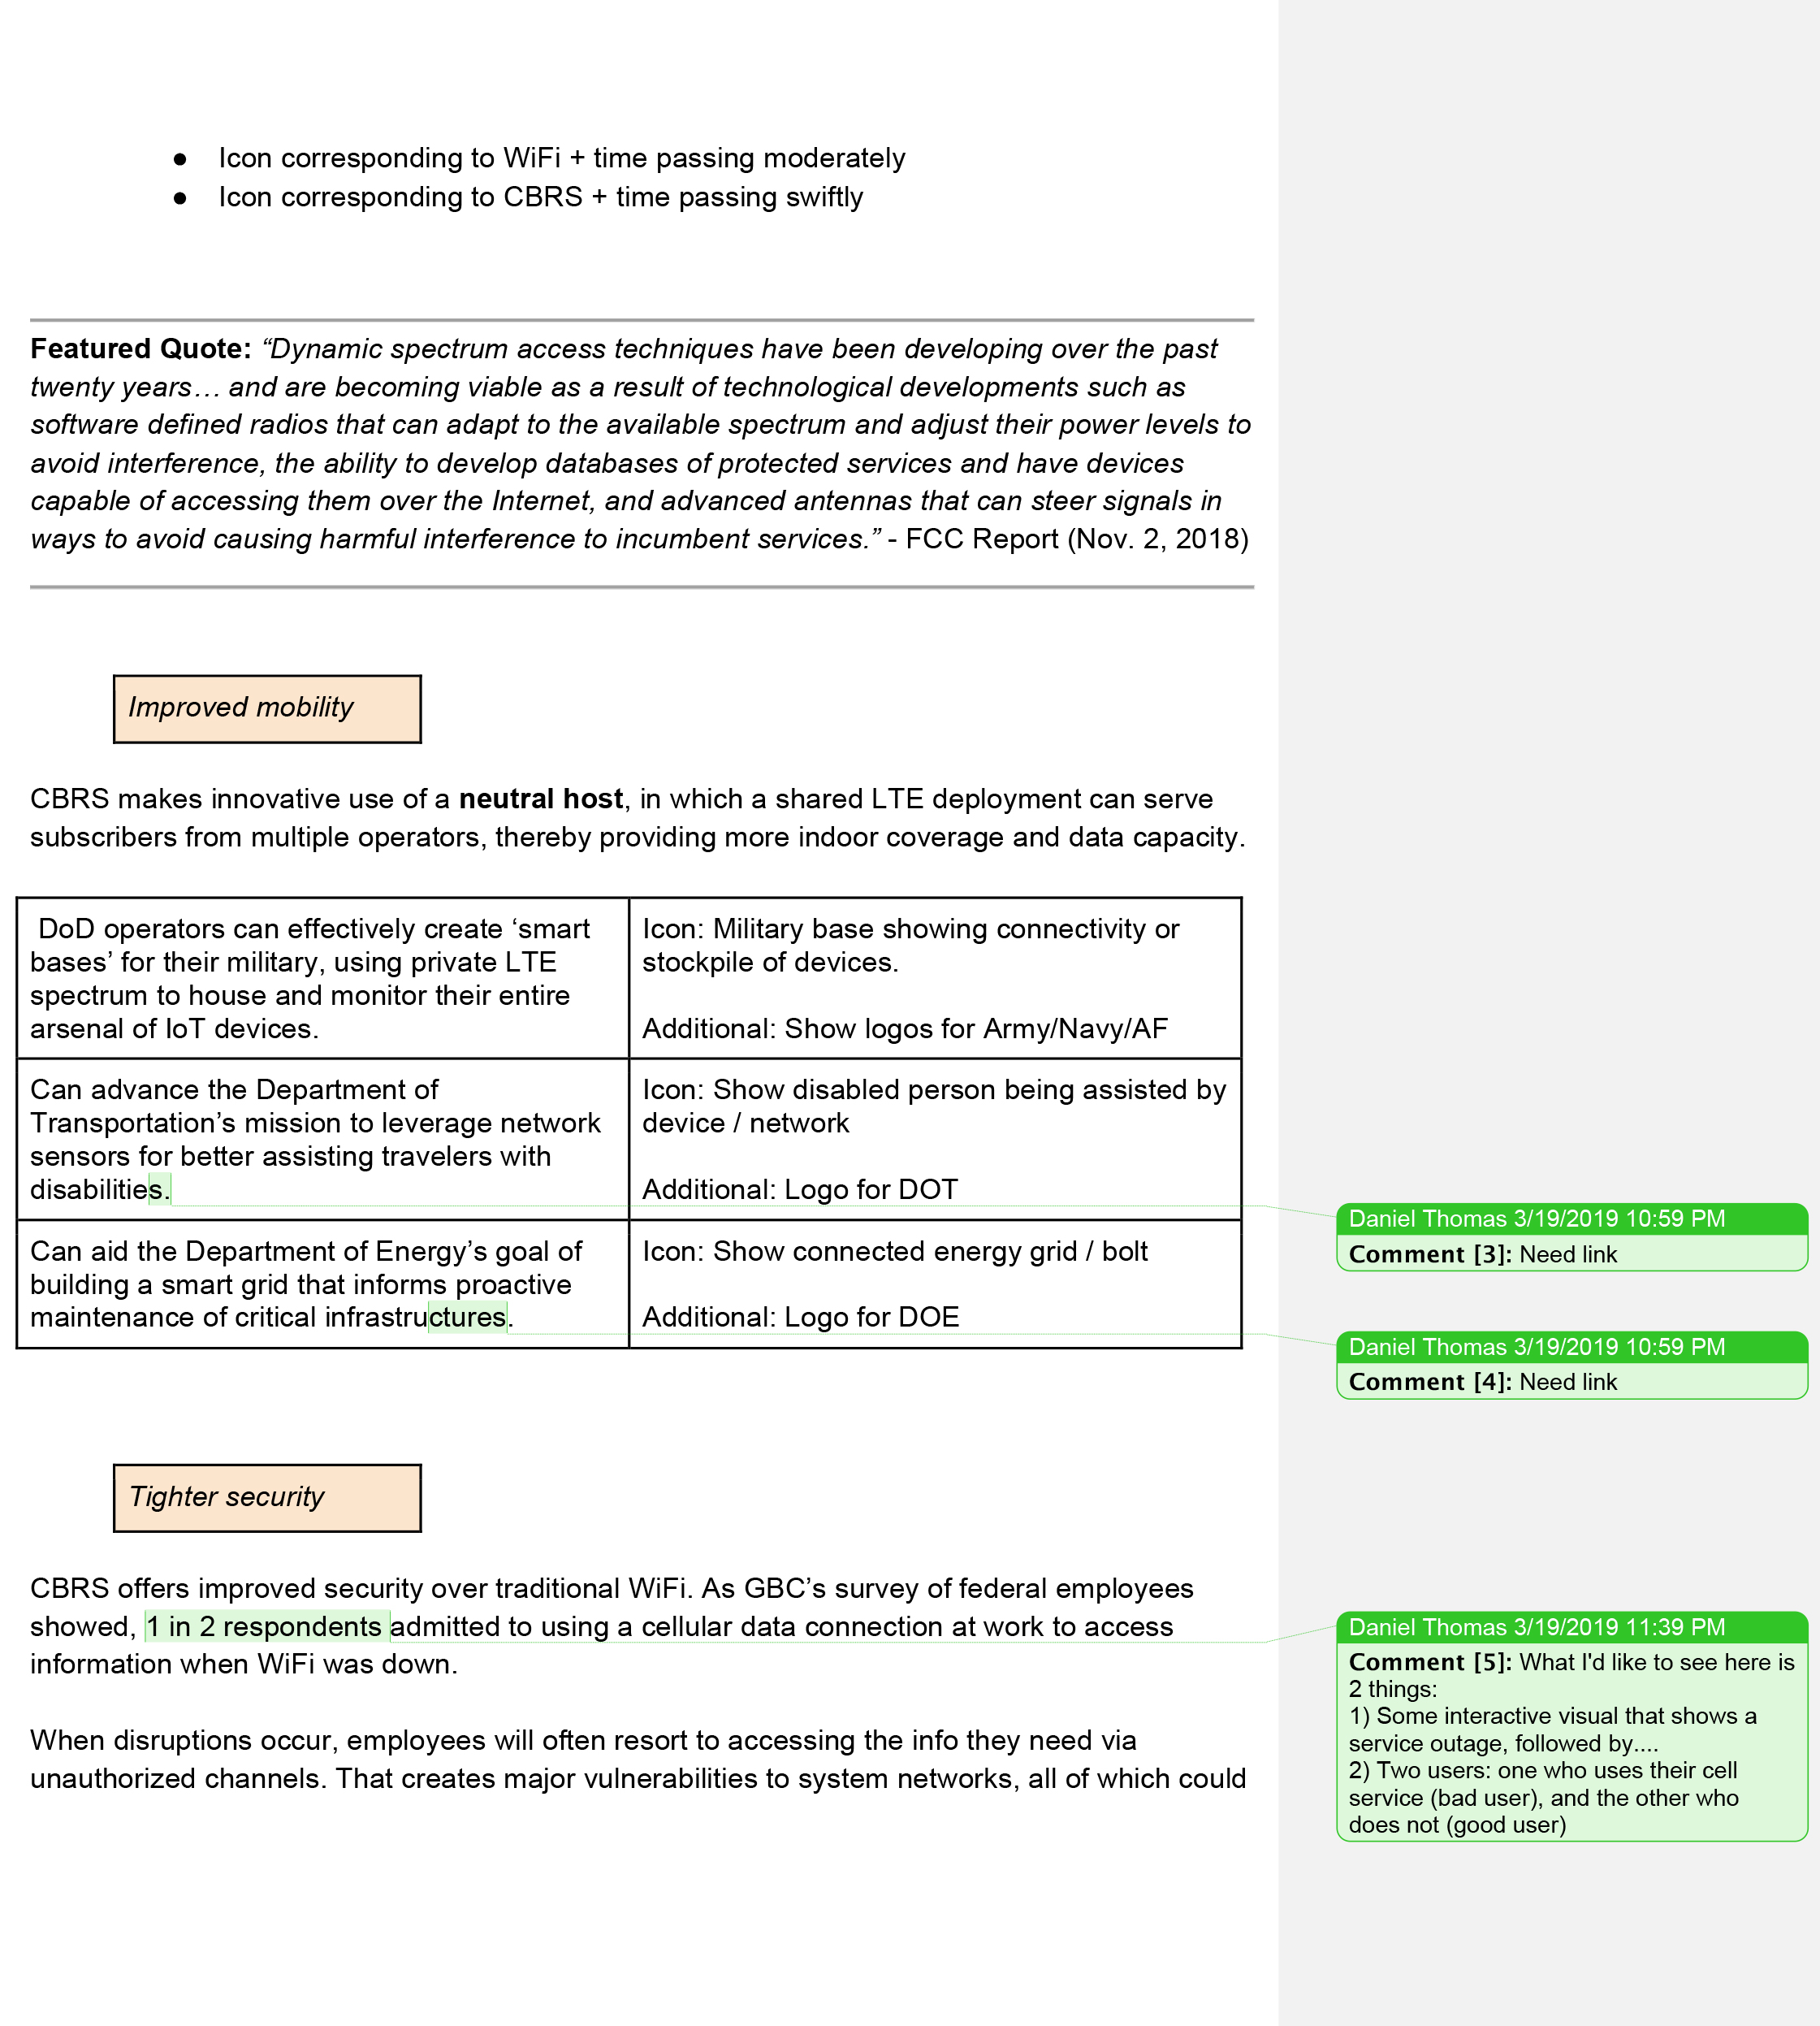 ● Icon corresponding to WiFi + time passing moderately
● Icon corresponding to CBRS + time passing swiftly
Featured Quote: “Dynamic spectrum access techniques have been developing over the past
twenty years… and are becoming viable as a result of technological developments such as
software defined radios that can adapt to the available spectrum and adjust their power levels to
avoid interference, the ability to develop databases of protected services and have devices
capable of accessing them over the Internet, and advanced antennas that can steer signals in
ways to avoid causing harmful interference to incumbent services.” - FCC Report (Nov. 2, 2018)
Improved mobility
CBRS makes innovative use of a neutral host, in which a shared LTE deployment can serve
subscribers from multiple operators, thereby providing more indoor coverage and data capacity.
DoD operators can effectively create ‘smart
bases’ for their military, using private LTE
spectrum to house and monitor their entire
arsenal of IoT devices.
Icon: Military base showing connectivity or
stockpile of devices.
Additional: Show logos for Army/Navy/AF
Can advance the Department of
Transportation’s mission to leverage network
sensors for better assisting travelers with
disabilities.
Icon: Show disabled person being assisted by
device / network
Additional: Logo for DOT
Daniel Thomas 3/19/2019 10:59 PM
Comment [3]: Need link
Can aid the Department of Energy’s goal of
building a smart grid that informs proactive
maintenance of critical infrastructures.
Icon: Show connected energy grid / bolt
Additional: Logo for DOE
Daniel Thomas 3/19/2019 10:59 PM
Comment [4]: Need link
Tighter security
CBRS offers improved security over traditional WiFi. As GBC’s survey of federal employees
showed, 1 in 2 respondents admitted to using a cellular data connection at work to access
information when WiFi was down.
When disruptions occur, employees will often resort to accessing the info they need via
unauthorized channels. That creates major vulnerabilities to system networks, all of which could
Daniel Thomas 3/19/2019 11:39 PM
Comment [5]: What I'd like to see here is
2 things:
1) Some interactive visual that shows a
service outage, followed by....
2) Two users: one who uses their cell
service (bad user), and the other who
does not (good user)